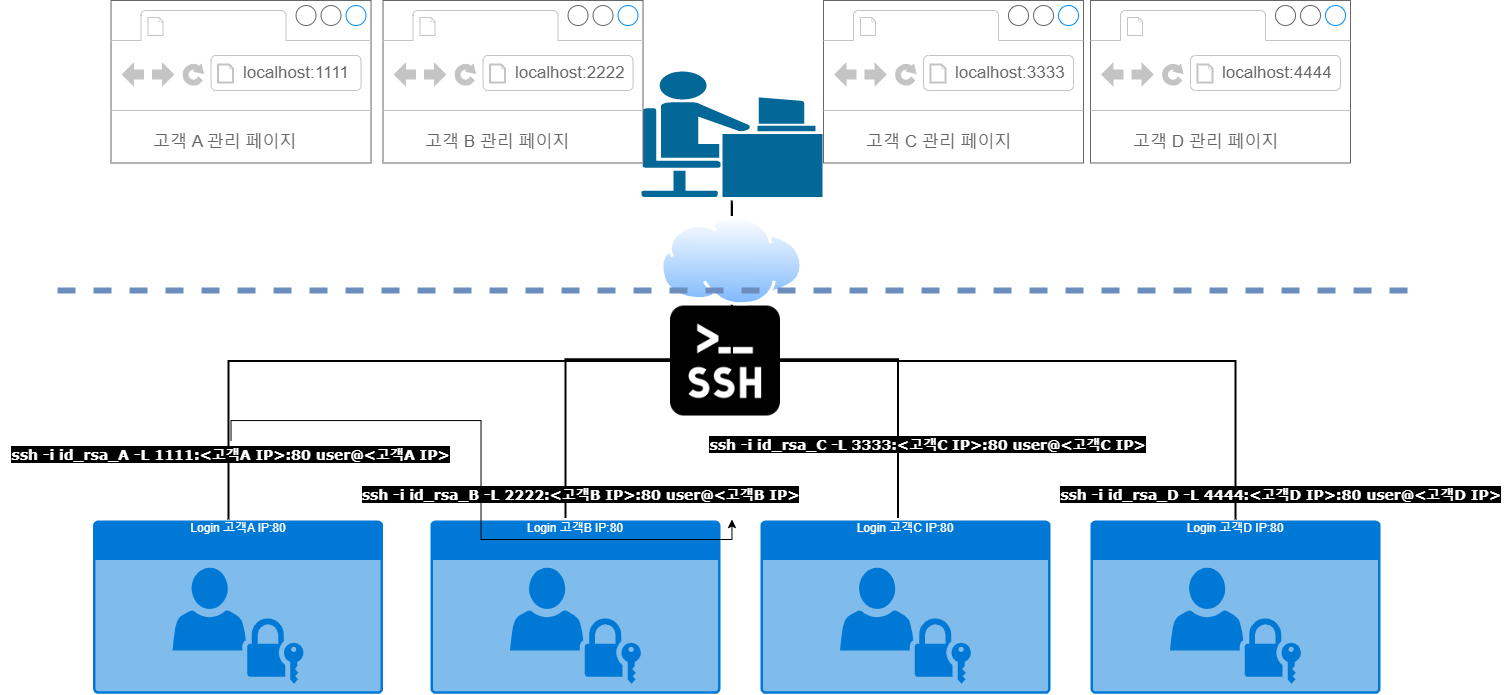 localhost:1111
localhost:2222
localhost:3333
localhost:4444
고객 A 관리 페이지
고객 B 관리 페이지
고객 C 관리 페이지
고객 D 관리 페이지
>__
SSH
ssh -i id_rsa_A -L 1111:<고객A IP>:80 user@<고객A IP>
ssh -i id_rsa_C -L 3333:<고객C IP>:80 user@<고객C IP>
ssh -i id_rsa_B -L 2222:<고객B IP>:80 user@<고객B IP>
ssh -i id_rsa_D -L 4444:<고객D IP>:80 user@<고객D IP>
Login 고객A IP:80
Login 고객B IP:80
Login 고객C IP:80
Login 고객D IP:80